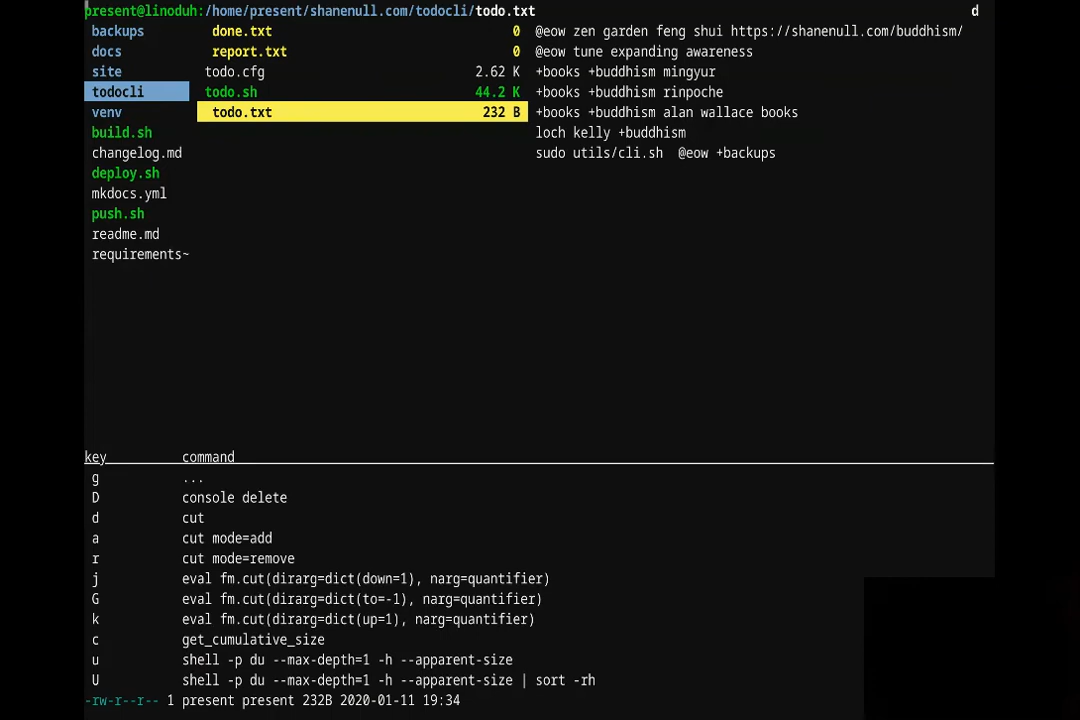 present@linoduh:/home/present/shanenull.com/todocli/todo.txt d
backups done.txt 0 @eow zen garden feng shui https://shanenull.com/buddhism/
docs report.txt 0 @eow tune expanding awareness
site todo.cfg 2.62 K +books +buddhism mingyur
todocli todo.sh 44.2 K +books +buddhism rinpoche
venv todo.txt 232 B +books +buddhism alan wallace books
build.sh loch kelly +buddhism
changelog.md sudo utils/cli.sh @eow +backups
deploy.sh
mkdocs.yml
push.sh
readme.md
requirements~
key command
g ...
D console delete
d cut
a cut mode=add
r cut mode=remove
j eval fm.cut(dirarg=dict(down=1), narg=quantifier)
G eval fm.cut(dirarg=dict(to=-1), narg=quantifier)
k eval fm.cut(dirarg=dict(up=1), narg=quantifier)
c get_cumulative_size
u shell -p du --max-depth=1 -h --apparent-size
U shell -p du --max-depth=1 -h --apparent-size | sort -rh
-rw-r--r-- 1 present present 232B 2020-01-11 19:34